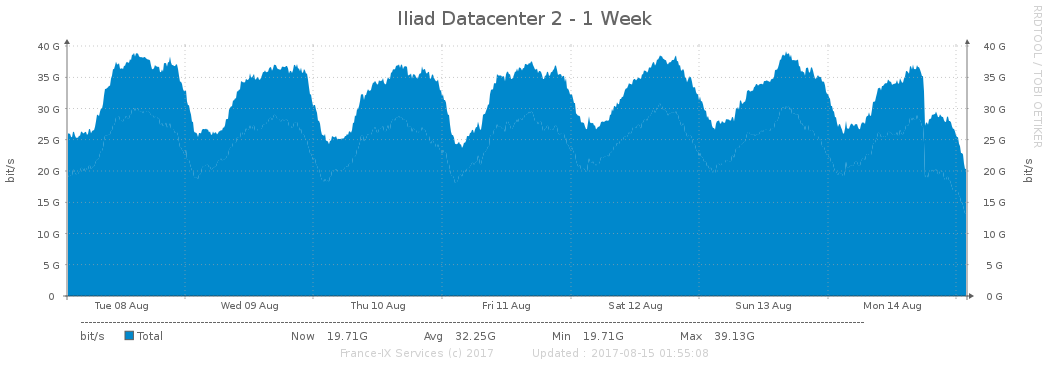 Iliad Datacenter 2 - 1 Week
RRDTOOL / TOBI OETIKER
40 G 40 G
35 G 35 G
30 G 30 G
25 G 25 G
20 G 20 G
15 G 15 G
10 G 10 G
5 G 5 G
0 0 G
bit/s bit/s
Tue 08 Aug Wed 09 Aug Thu 10 Aug Fri 11 Aug Sat 12 Aug Sun 13 Aug Mon 14 Aug
bit/s Total Now 19.71G Avg 32.25G Min 19.71G Max 39.13G
France-IX Services (c) 2017 Updated : 2017-08-15 01:55:08